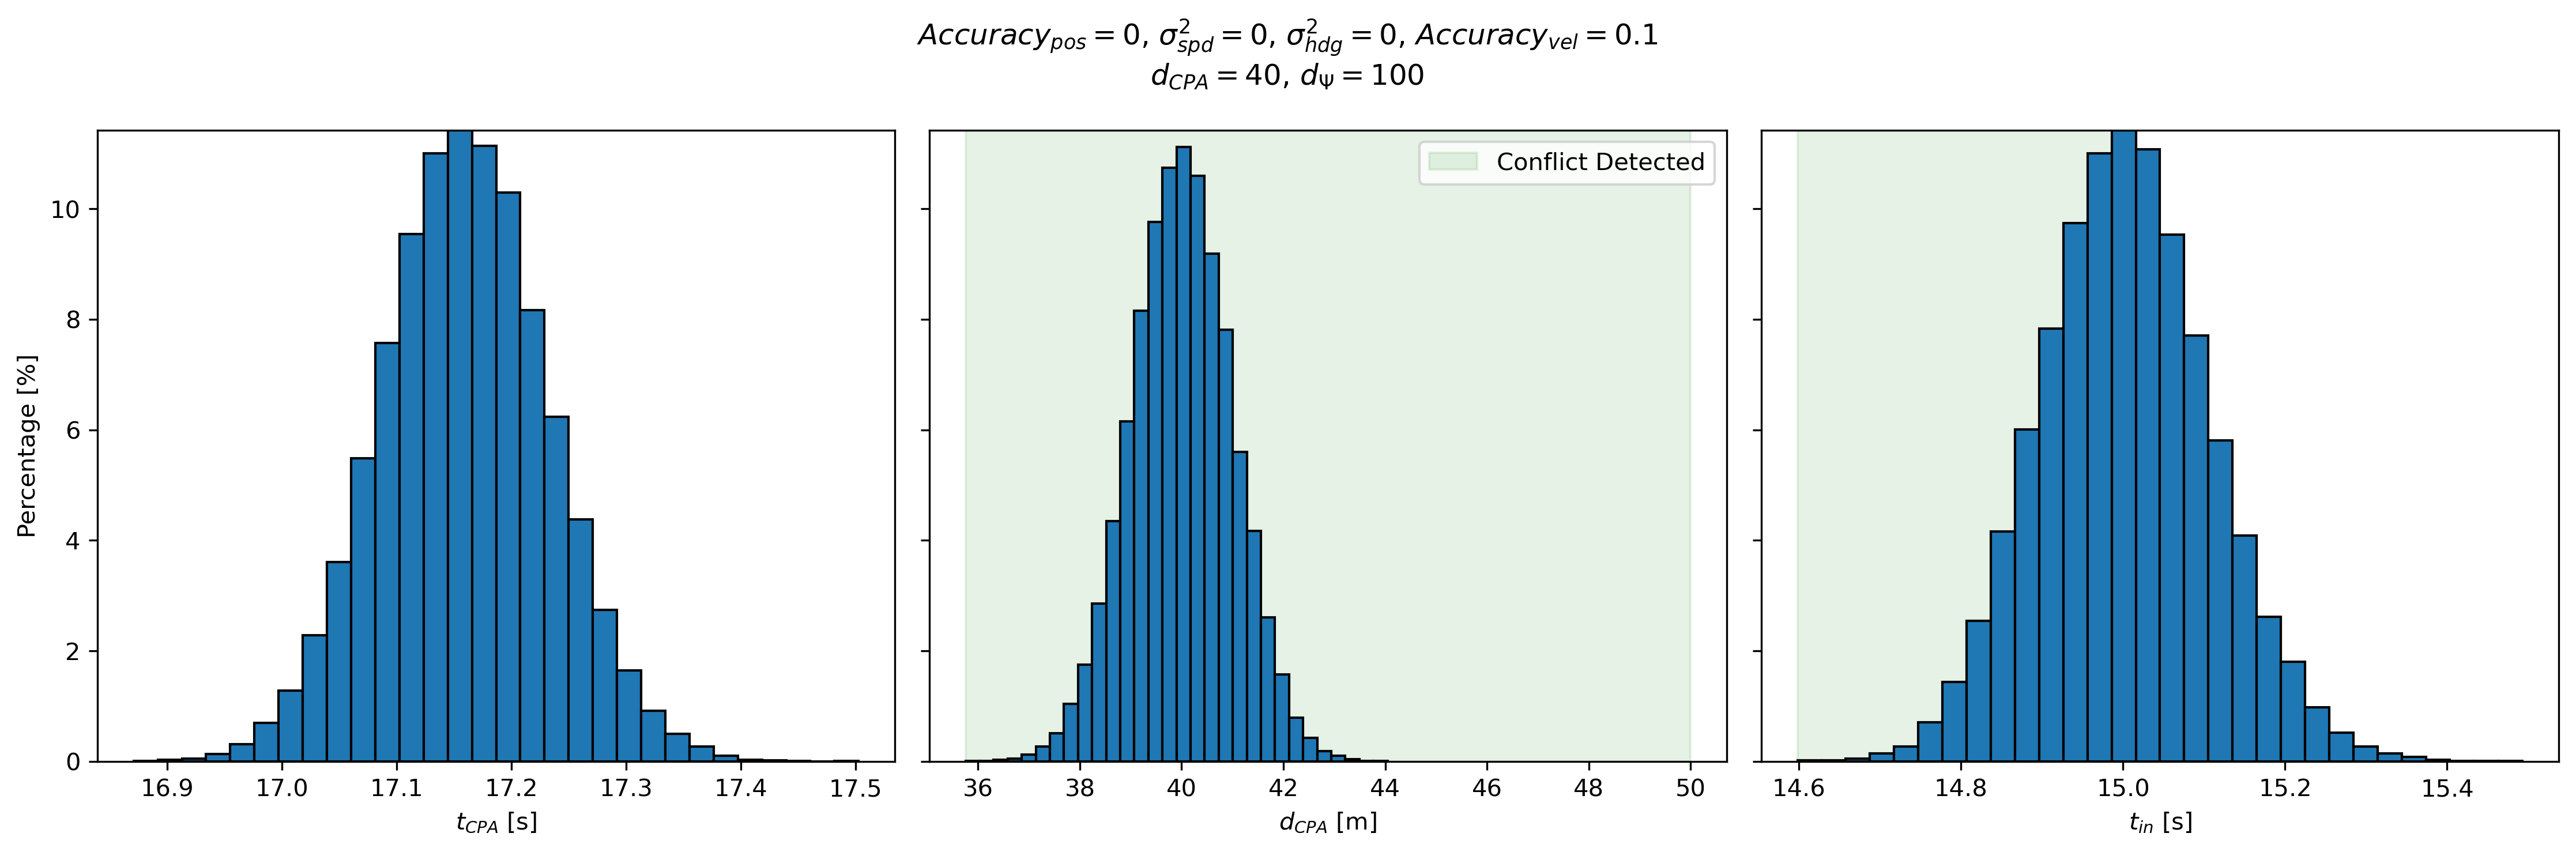 Accuracy_pos = 0, σ²_spd = 0, σ²_hdg = 0, Accuracy_vel = 0.1
d_CPA = 40, d_Ψ = 100
Percentage [%]
10
8
6
4
2
0
16.9 17.0 17.1 17.2 17.3 17.4 17.5
t_CPA [s]
Conflict Detected
36 38 40 42 44 46 48 50
d_CPA [m]
14.6 14.8 15.0 15.2 15.4
t_in [s]